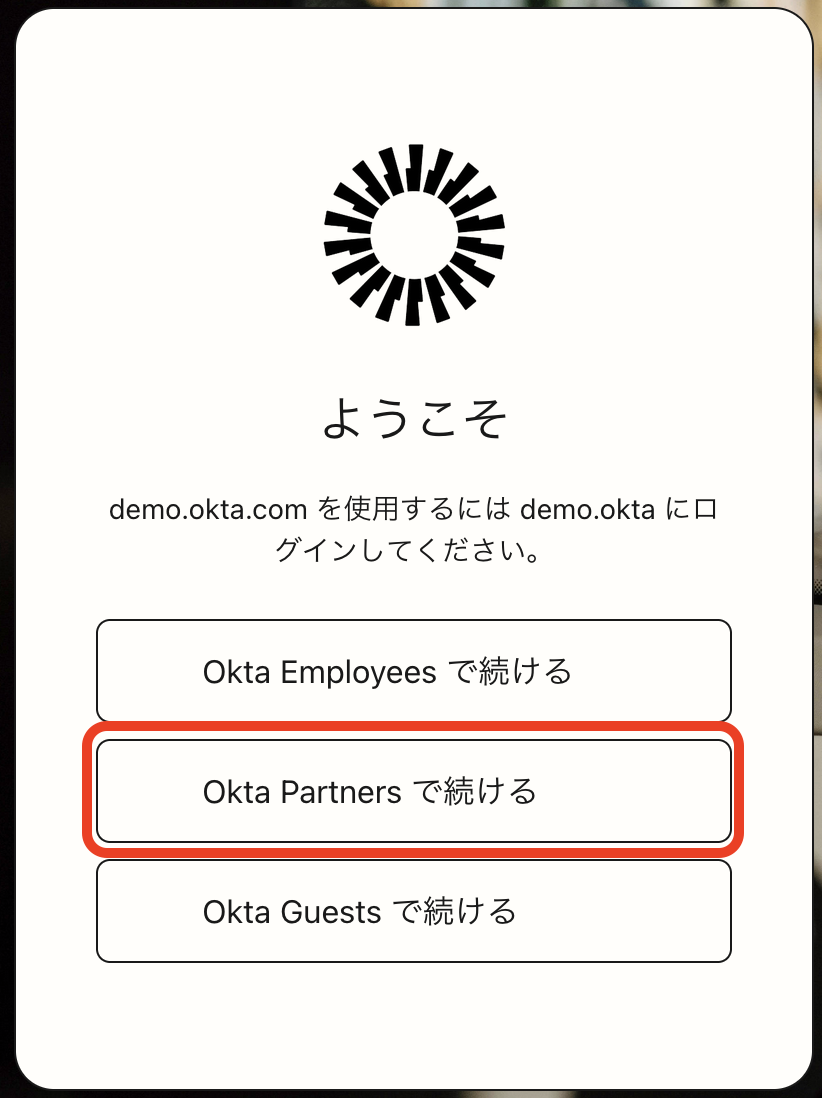 ようこそ
demo.okta.com を使用するには demo.okta にロ
グインしてください。
Okta Employees で続ける
Okta Partners で続ける
Okta Guests で続ける